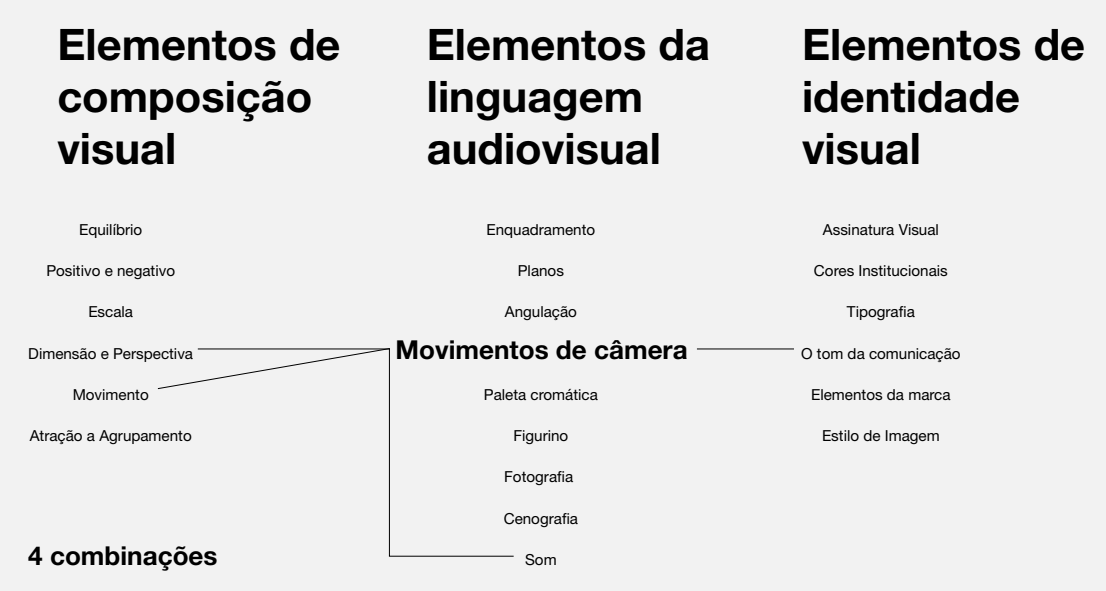 Elementos de
composição
visual
Equilíbrio
Positivo e negativo
Escala
Dimensão e Perspectiva
Movimento
Atração a Agrupamento
4 combinações
Elementos da
linguagem
audiovisual
Enquadramento
Planos
Angulação
Movimentos de câmera
Paleta cromática
Figurino
Fotografia
Cenografia
Som
Elementos de
identidade
visual
Assinatura Visual
Cores Institucionais
Tipografia
O tom da comunicação
Elementos da marca
Estilo de Imagem